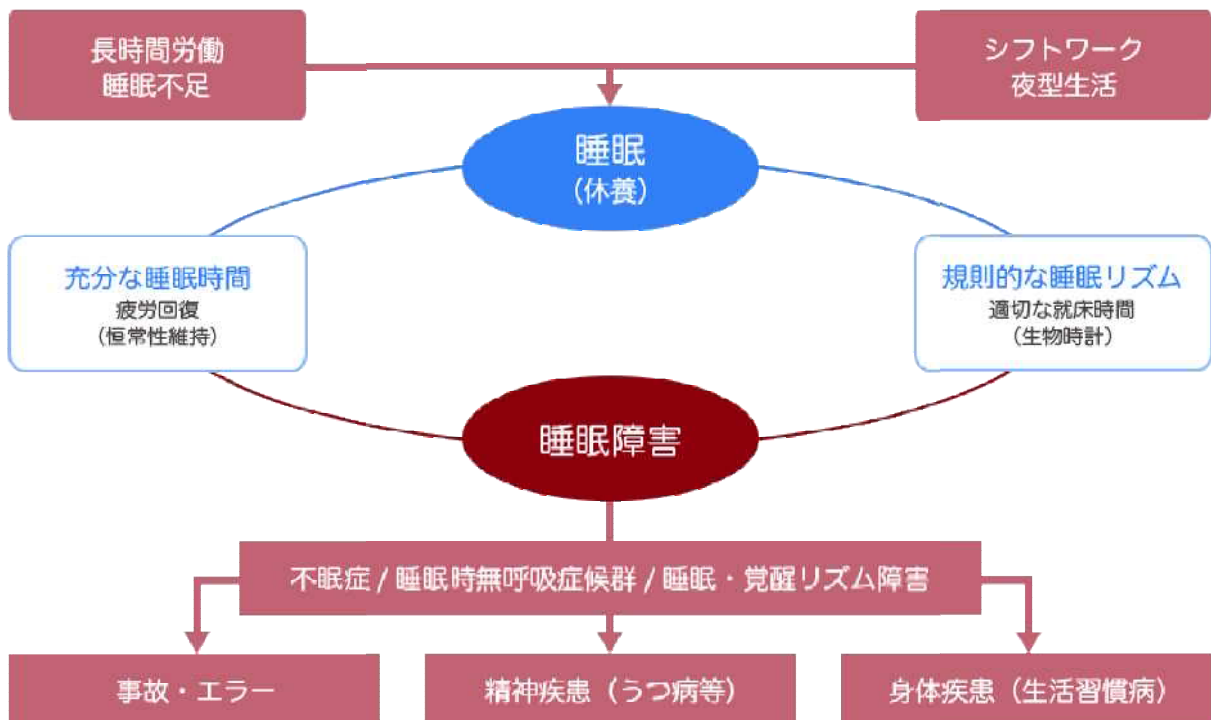 長時間労働
睡眠不足
シフトワーク
夜型生活
睡眠
（休養）
充分な睡眠時間
疲労回復
（恒常性維持）
規則的な睡眠リズム
適切な就床時間
（生物時計）
睡眠障害
不眠症 / 睡眠時無呼吸症候群 / 睡眠・覚醒リズム障害
事故・エラー
精神疾患（うつ病等）
身体疾患（生活習慣病）